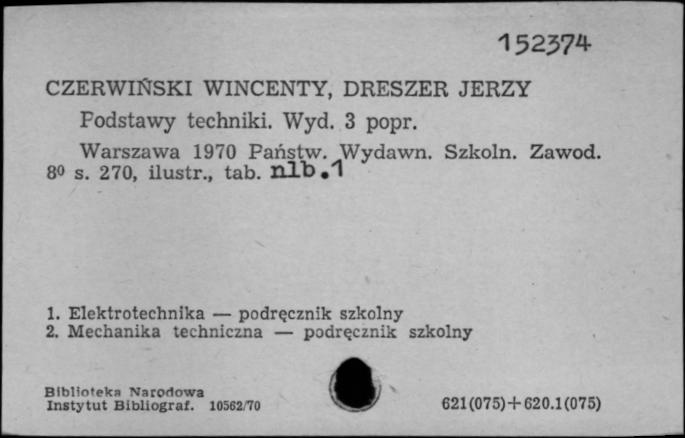 152374
CZERWIŃSKI WINCENTY, DRESZER JERZY
Podstawy techniki. Wyd. 3 popr.
Warszawa 1970 Państw. Wydawn. Szkoln. Zawod.
8⁰ s. 270, ilustr., tab. nlb.1
1. Elektrotechnika — podręcznik szkolny
2. Mechanika techniczna — podręcznik szkolny
Biblioteka Narodowa
Instytut Bibliograf. 10562/70
621(075)+620.1(075)